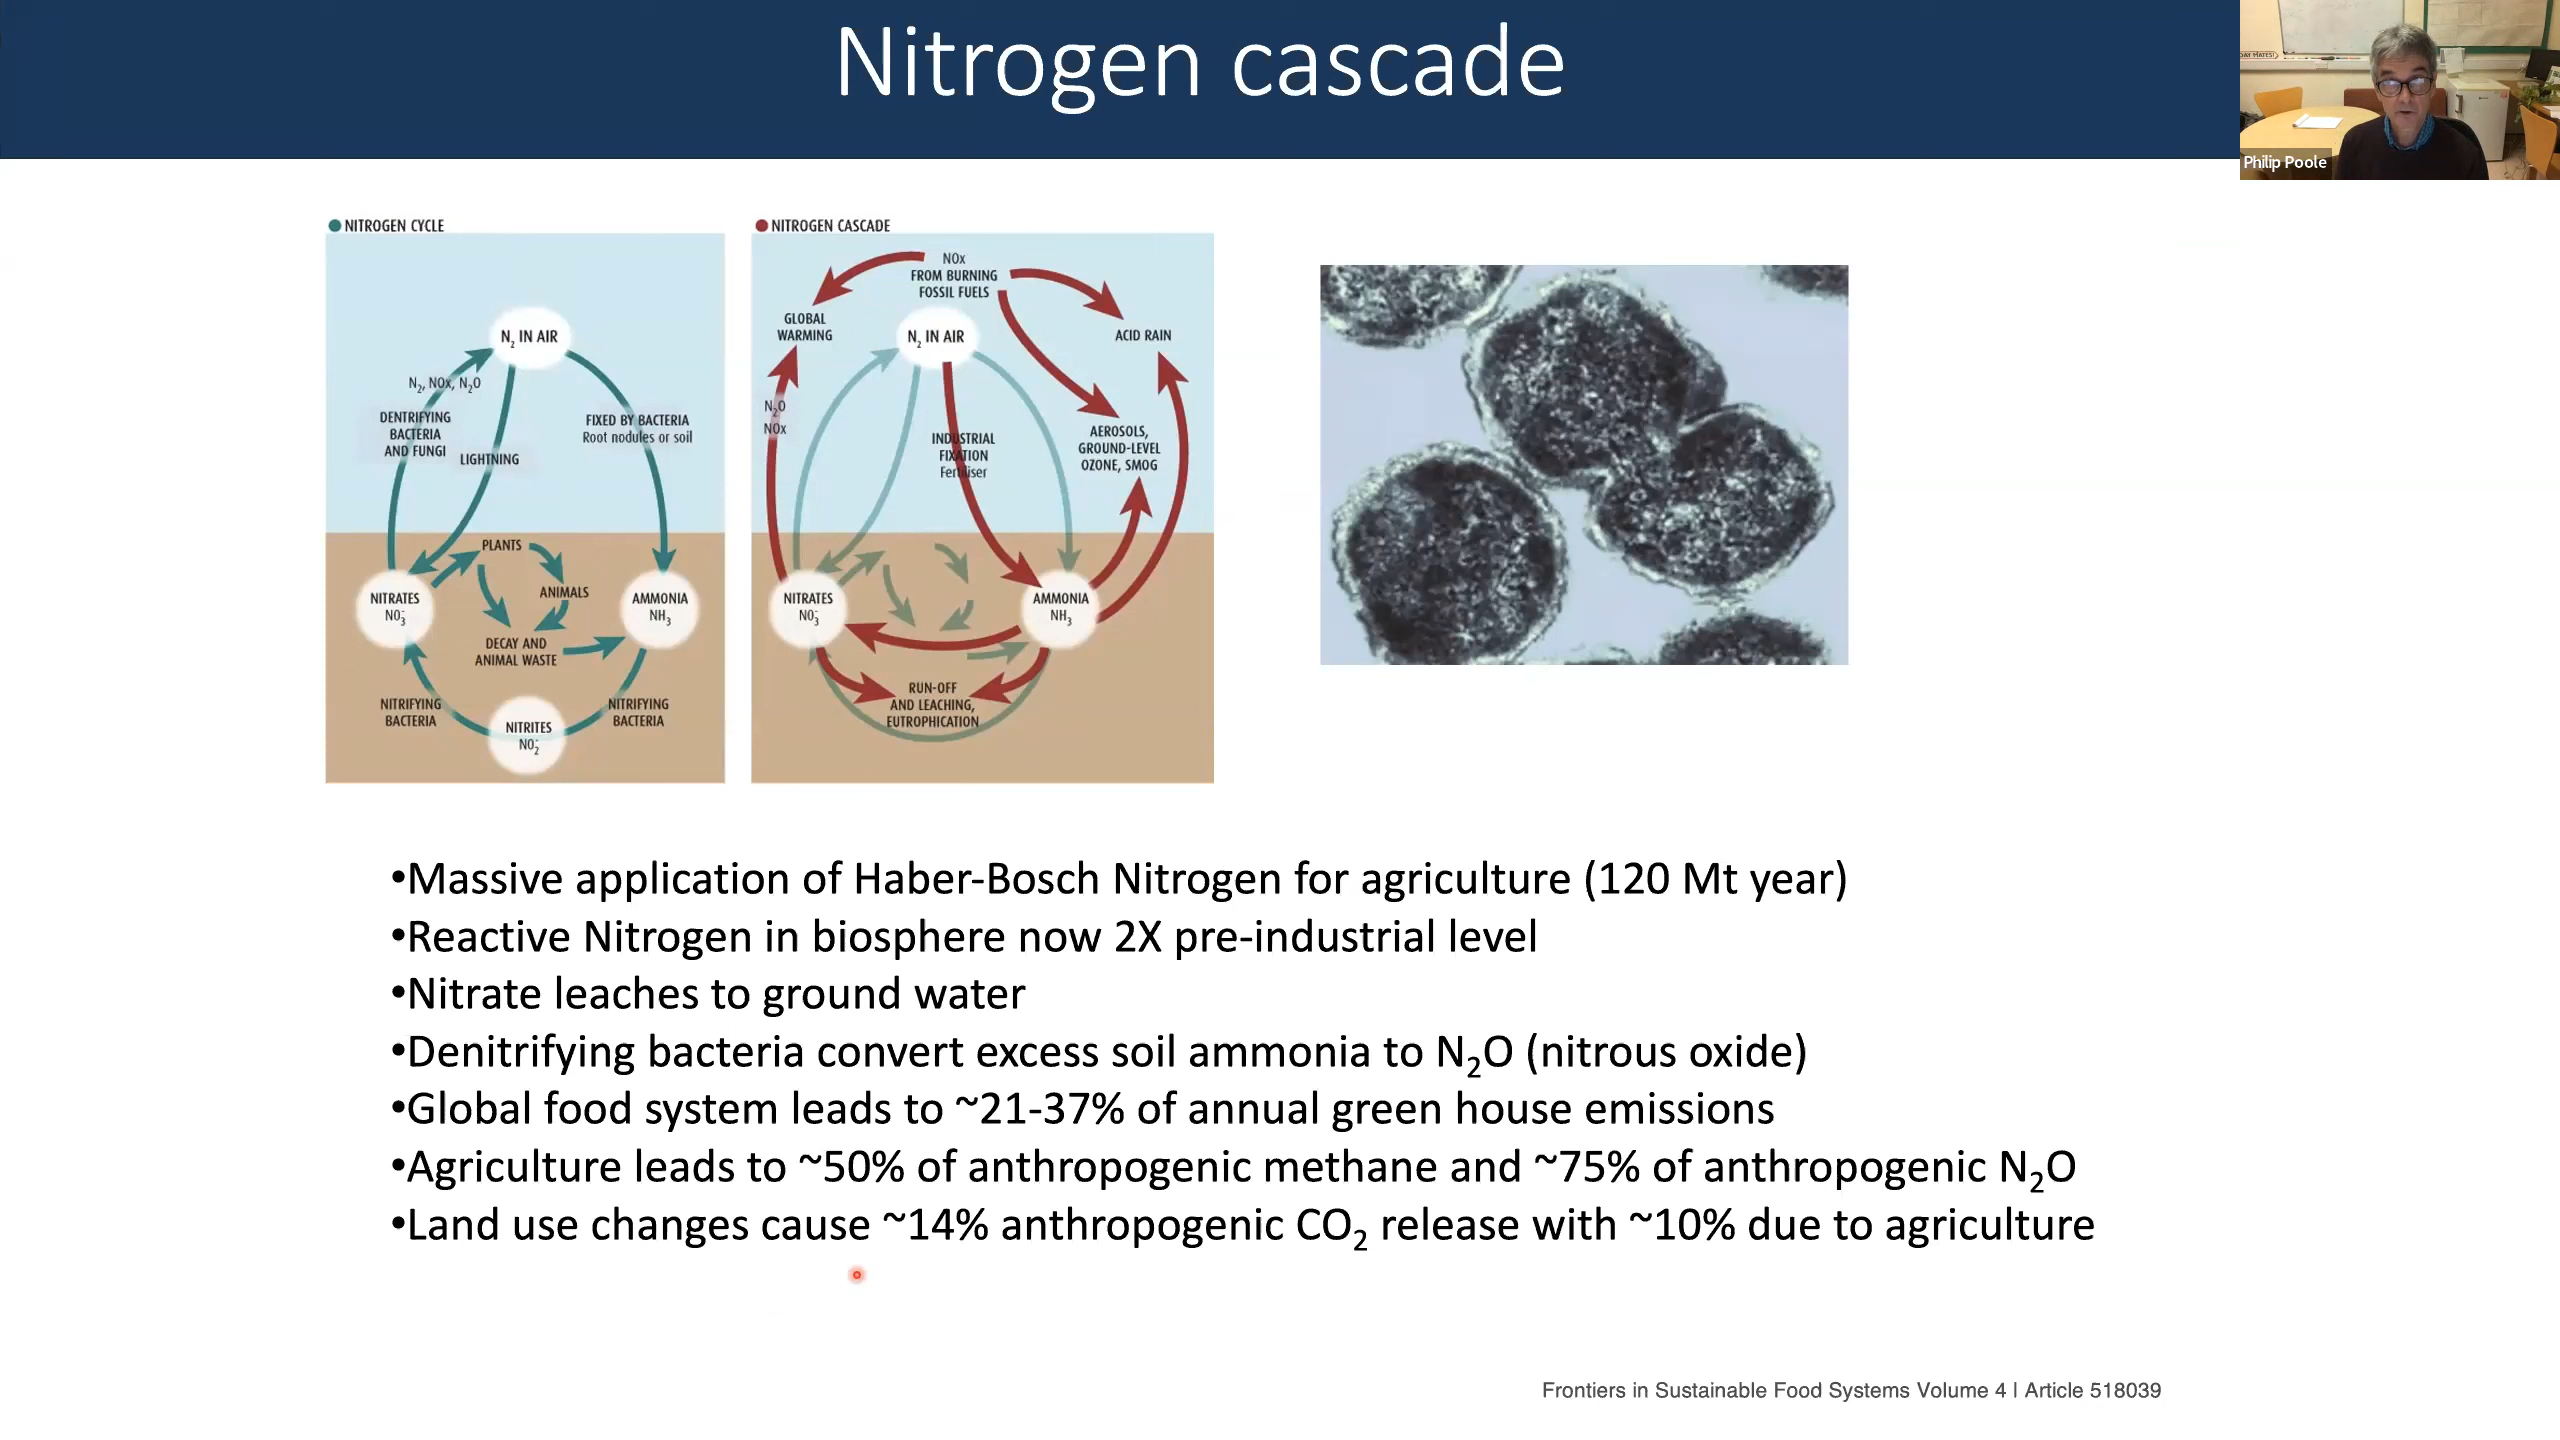 Nitrogen cascade
Philip Poole
NITROGEN CYCLE
N₂ IN AIR
N₂, NOx, N₂O
DENTRIFYING
BACTERIA
AND FUNGI
LIGHTNING
FIXED BY BACTERIA
Root nodules or soil
PLANTS
ANIMALS
NITRATES
NO₃⁻
AMMONIA
NH₃
DECAY AND
ANIMAL WASTE
NITRIFYING
BACTERIA
NITRIFYING
BACTERIA
NITRITES
NO₂⁻
NITROGEN CASCADE
NOx
FROM BURNING
FOSSIL FUELS
GLOBAL
WARMING
N₂ IN AIR
ACID RAIN
N₂O
NOx
INDUSTRIAL
FIXATION
Fertiliser
AEROSOLS,
GROUND-LEVEL
OZONE, SMOG
NITRATES
NO₃⁻
AMMONIA
NH₃
RUN-OFF
AND LEACHING,
EUTROPHICATION
•Massive application of Haber-Bosch Nitrogen for agriculture (120 Mt year)
•Reactive Nitrogen in biosphere now 2X pre-industrial level
•Nitrate leaches to ground water
•Denitrifying bacteria convert excess soil ammonia to N₂O (nitrous oxide)
•Global food system leads to ~21-37% of annual green house emissions
•Agriculture leads to ~50% of anthropogenic methane and ~75% of anthropogenic N₂O
•Land use changes cause ~14% anthropogenic CO₂ release with ~10% due to agriculture
Frontiers in Sustainable Food Systems Volume 4 | Article 518039